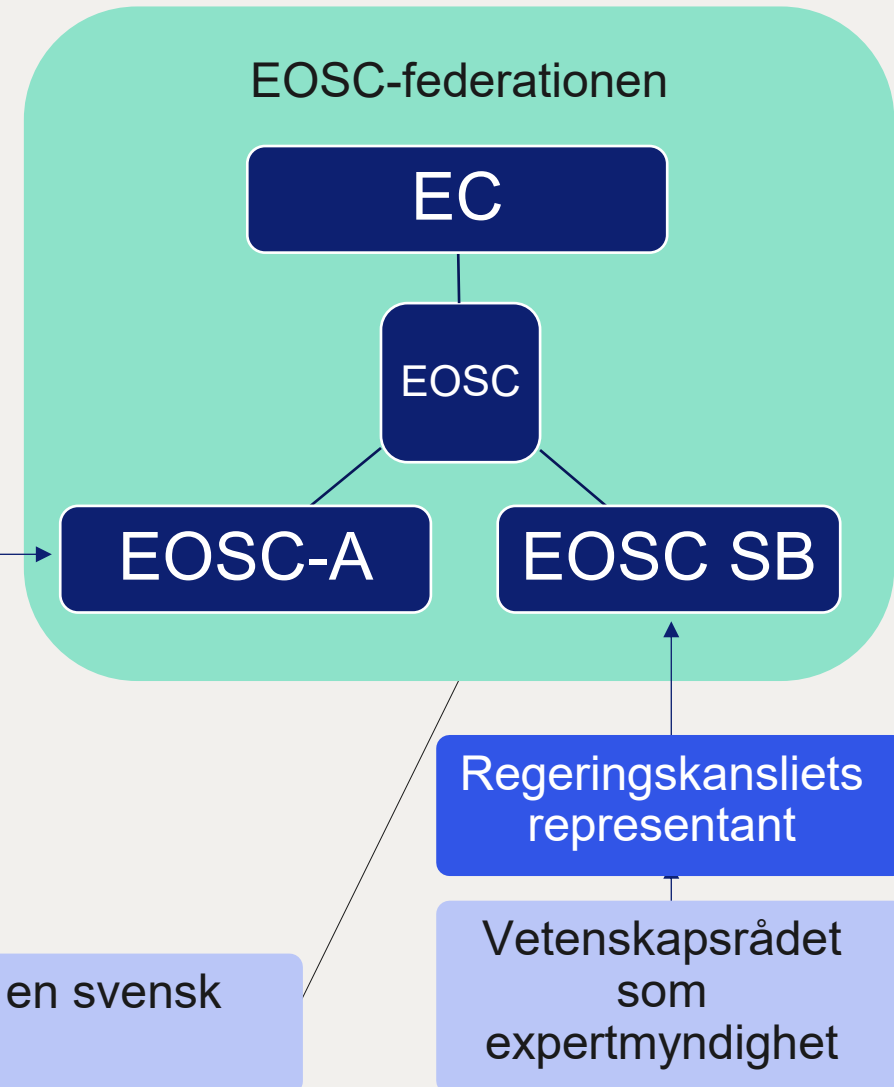 EOSC-federationen
EC
EOSC
EOSC-A
EOSC SB
Regeringskansliets
representant
en svensk
Vetenskapsrådet
som
expertmyndighet